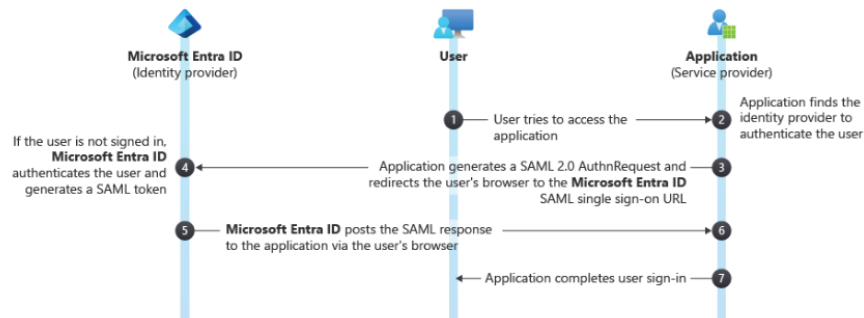 Microsoft Entra ID
(Identity provider)
User
Application
(Service provider)
1
User tries to access the
application
2
Application finds the
identity provider to
authenticate the user
If the user is not signed in,
Microsoft Entra ID
authenticates the user and
generates a SAML token
4
Application generates a SAML 2.0 AuthnRequest and
redirects the user's browser to the Microsoft Entra ID
SAML single sign-on URL
3
5
Microsoft Entra ID posts the SAML response
to the application via the user's browser
6
Application completes user sign-in
7